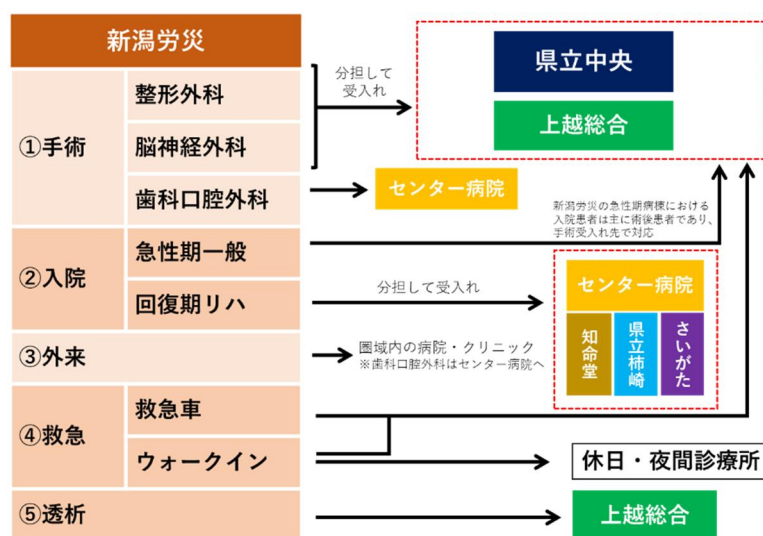 新潟労災
①手術
整形外科
脳神経外科
歯科口腔外科
②入院
急性期一般
回復期リハ
③外来
④救急
救急車
ウォークイン
⑤透析
分担して
受入れ
県立中央
上越総合
センター病院
新潟労災の急性期病棟における
入院患者は主に術後患者であり、
手術受入れ先で対応
分担して受入れ
センター病院
知命堂
県立柿崎
さいがた
圏域内の病院・クリニック
※歯科口腔外科はセンター病院へ
休日・夜間診療所
上越総合